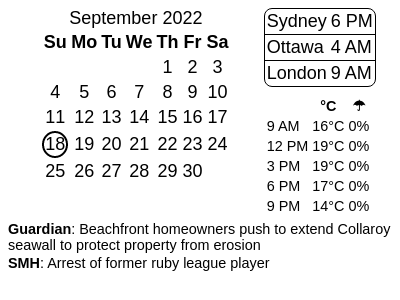 September 2022
Su Mo Tu We Th Fr Sa
1 2 3
4 5 6 7 8 9 10
11 12 13 14 15 16 17
18 19 20 21 22 23 24
25 26 27 28 29 30
Sydney 6 PM
Ottawa 4 AM
London 9 AM
°C ☂
9 AM 16°C 0%
12 PM 19°C 0%
3 PM 19°C 0%
6 PM 17°C 0%
9 PM 14°C 0%
Guardian: Beachfront homeowners push to extend Collaroy
seawall to protect property from erosion
SMH: Arrest of former ruby league player